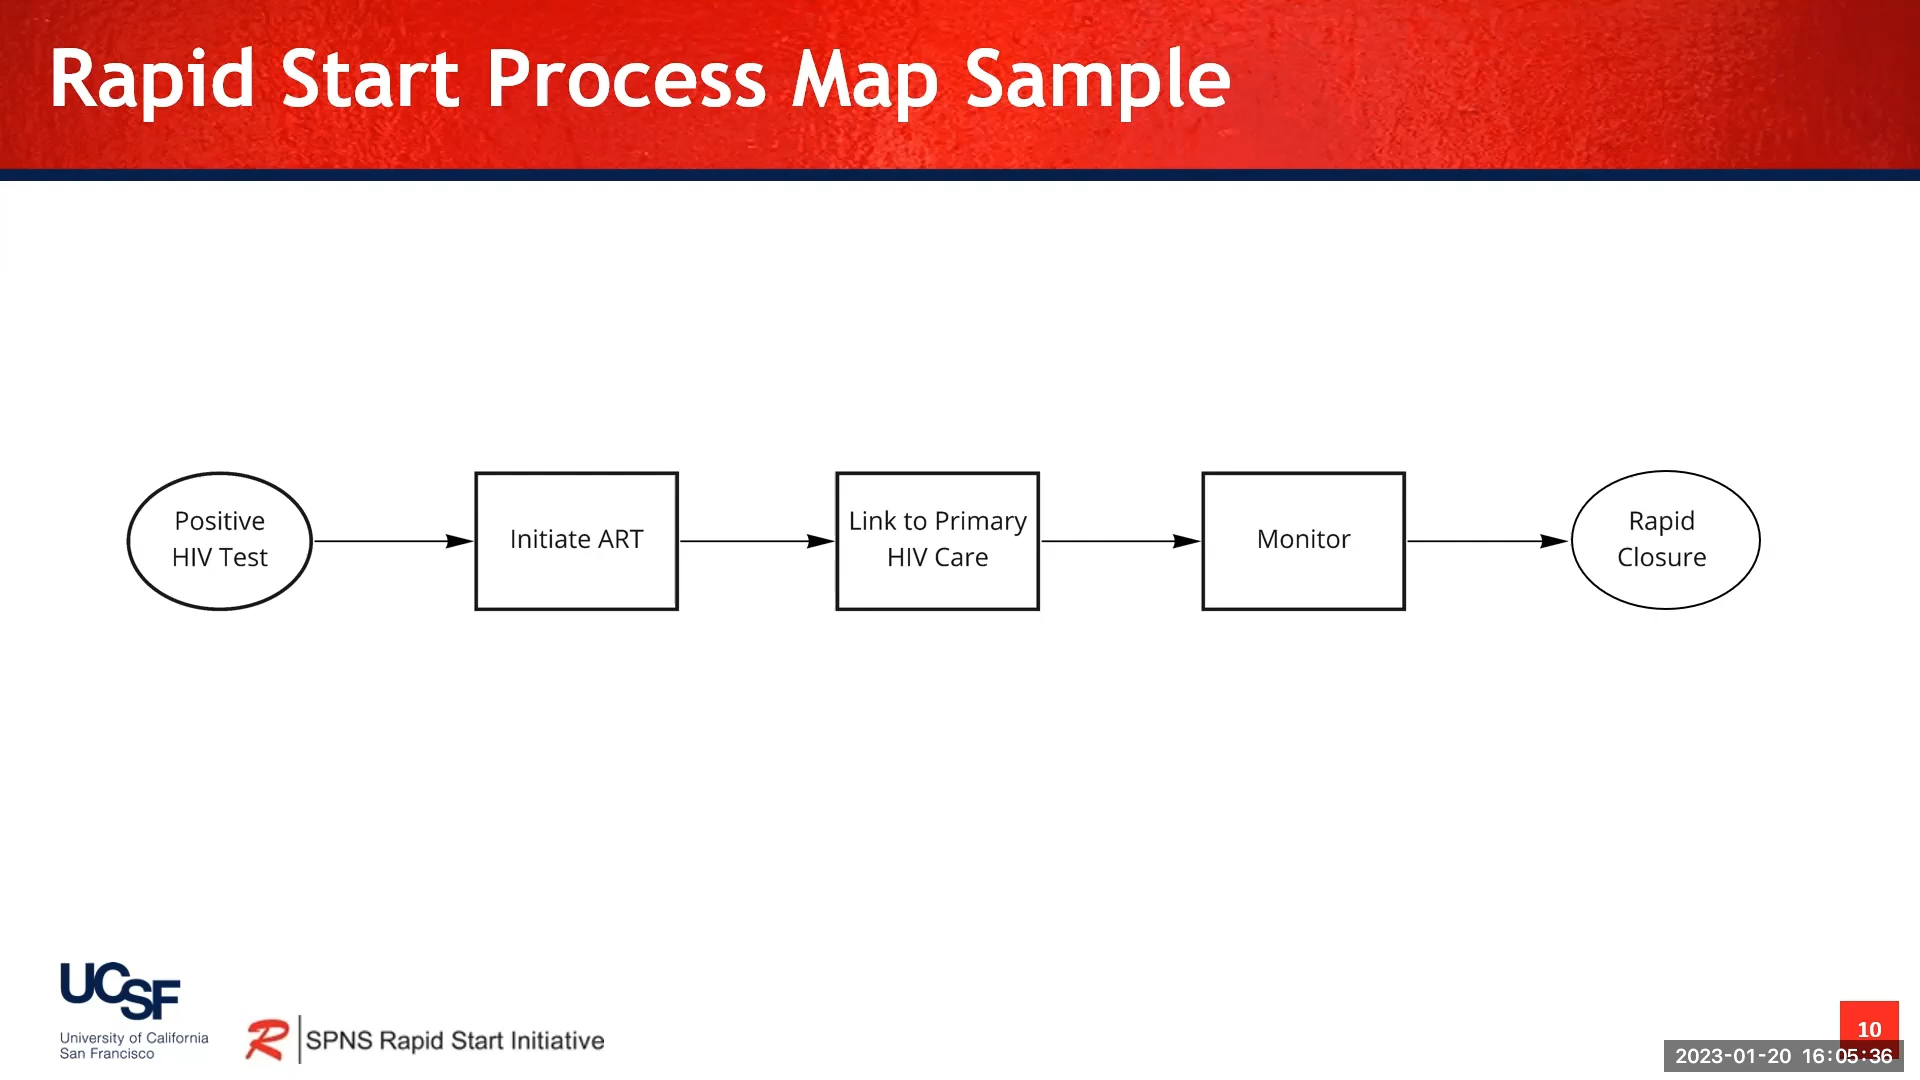 Rapid Start Process Map Sample
Positive
HIV Test
Initiate ART
Link to Primary
HIV Care
Monitor
Rapid
Closure
UCSF
University of California
San Francisco
R
SPNS Rapid Start Initiative
10
2023-01-20 16:05:36